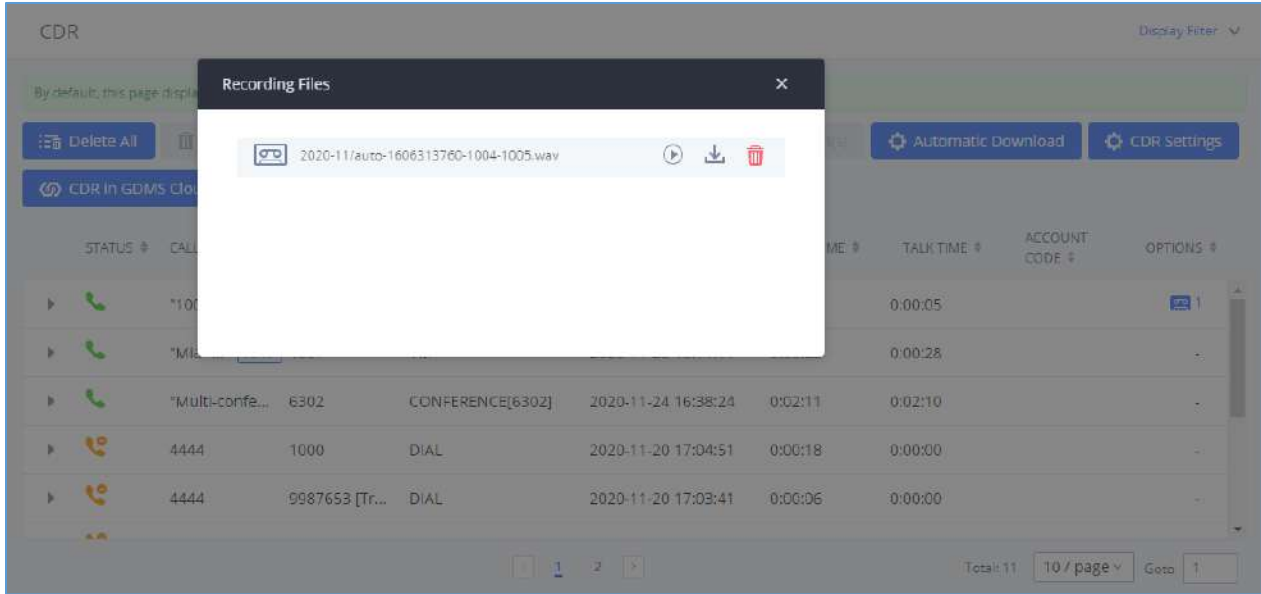 CDR
Display Filter
Recording Files
By default, this page
Delete All
Automatic Download
CDR Settings
2020-11/auto-1606313760-1004-1005.wav
CDR in GDMS
STATUS
TALK TIME
ACCOUNT CODE
OPTIONS
"100
0:00:05
1
0:00:28
-
"Multi-confe... 6302 CONFERENCE[6302] 2020-11-24 16:38:24 0:02:11 0:02:10 -
4444 1000 DIAL 2020-11-20 17:04:51 0:00:18 0:00:00 -
4444 9987653 [Tr... DIAL 2020-11-20 17:03:41 0:00:06 0:00:00 -
1 2
Total: 11 10 / page Goto 1